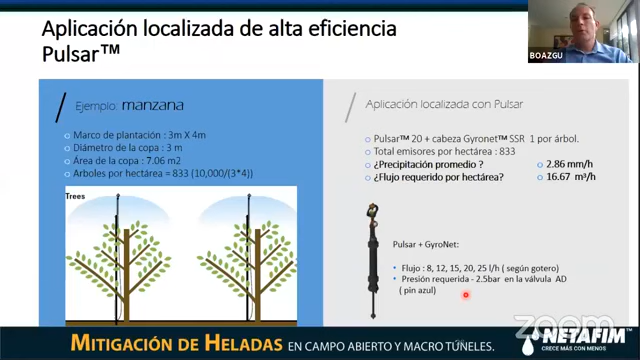 Aplicación localizada de alta eficiencia
Pulsar™
BOAZGU
Ejemplo: manzana
Marco de plantación : 3m X 4m
Diámetro de la copa : 3 m
Área de la copa : 7.06 m2
Arboles por hectárea = 833 (10,000/(3*4))
Trees
Aplicación localizada con Pulsar
Pulsar™ 20 + cabeza Gyronet™ SSR 1 por árbol.
Total emisores por hectárea : 833
¿Precipitación promedio ? 2.86 mm/h
¿Flujo requerido por hectárea? 16.67 m³/h
Pulsar + GyroNet:
Flujo : 8, 12, 15, 20, 25 l/h ( según gotero)
Presión requerida - 2.5bar en la válvula AD
( pin azul)
zoom
MITIGACIÓN DE HELADAS EN CAMPO ABIERTO Y MACRO TÚNELES.
NETAFIM™
CRECE MÁS CON MENOS